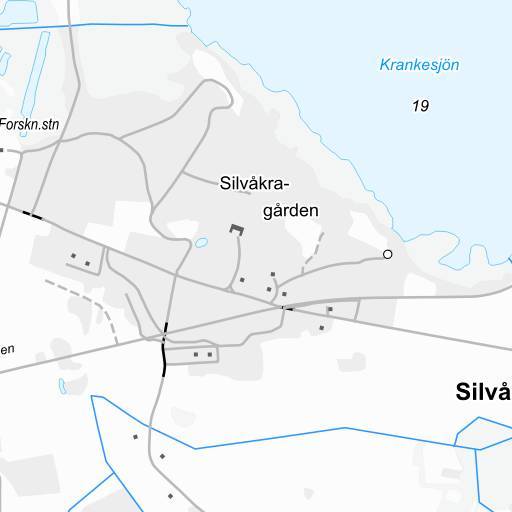 Krankesjön
19
Forskn.stn
Silvåkra-
gården
en
Silvå